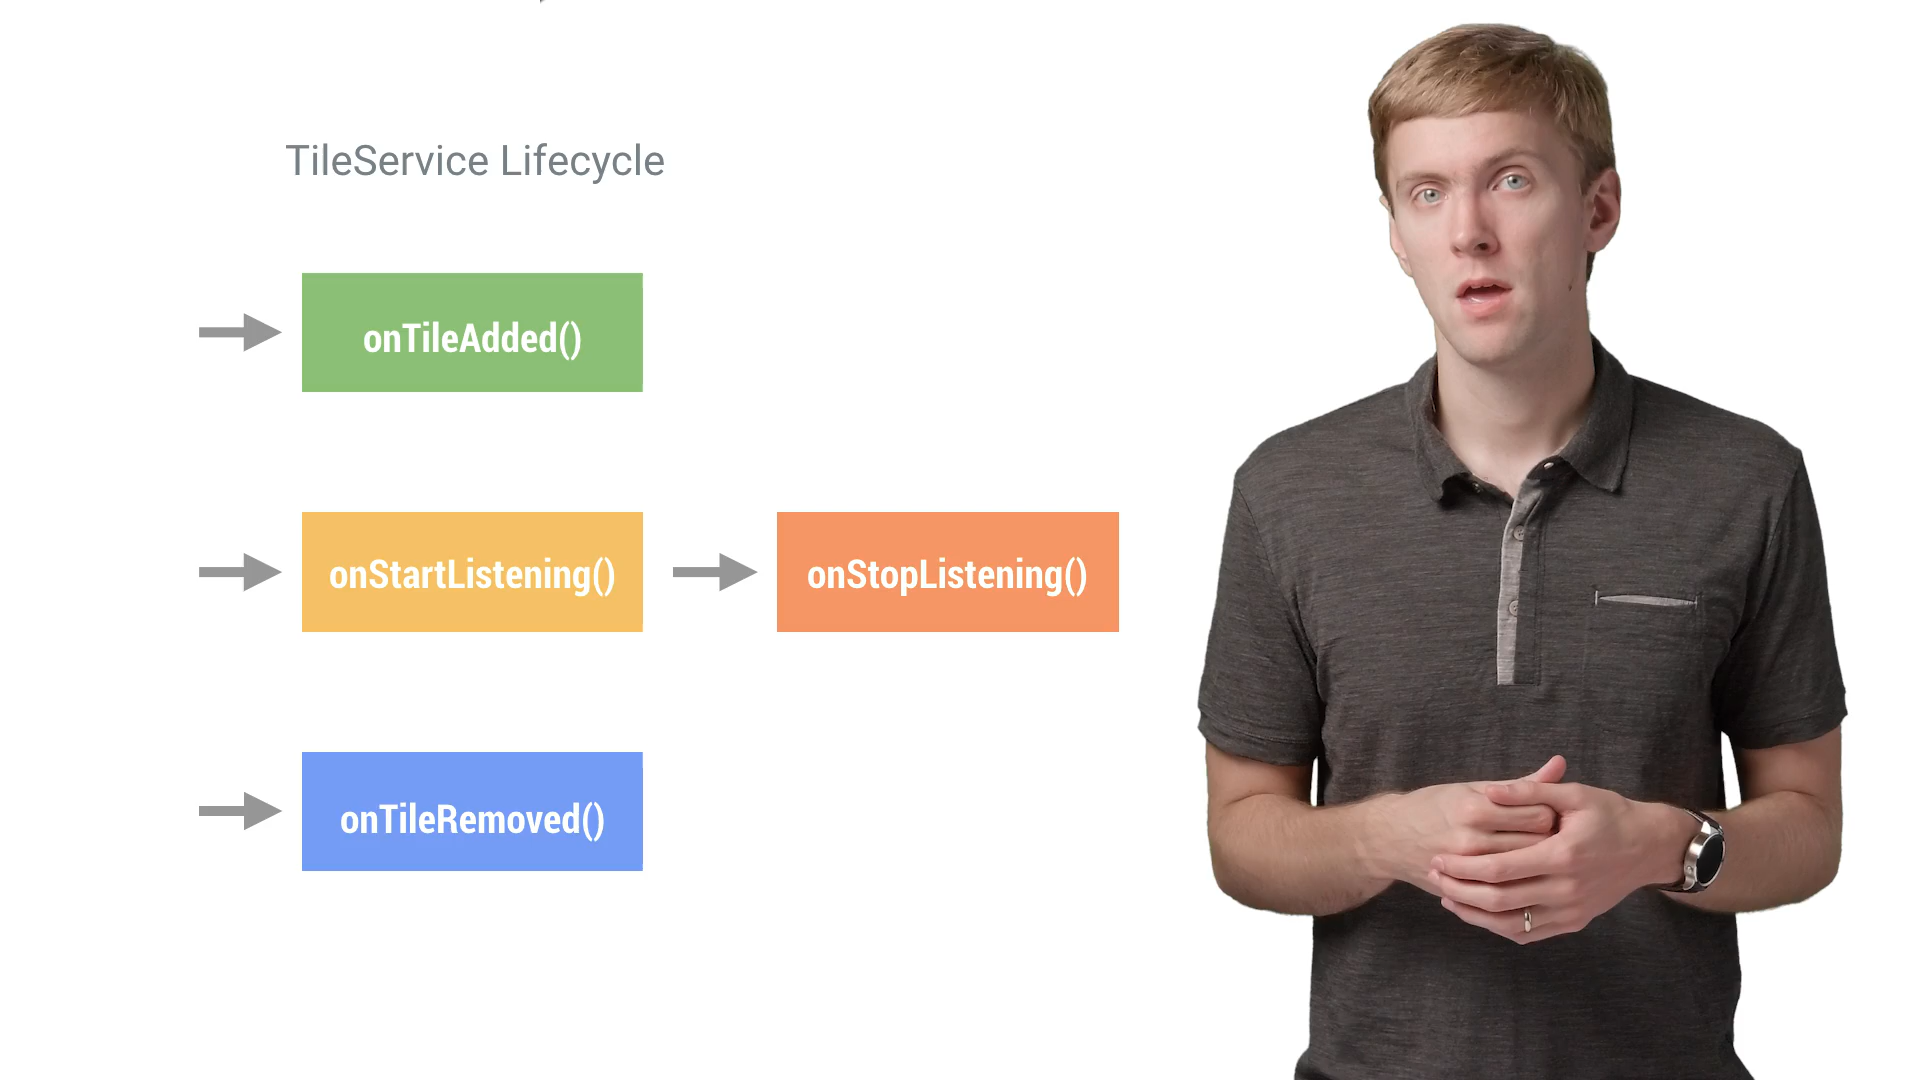 TileService Lifecycle
onTileAdded()
onStartListening()
onStopListening()
onTileRemoved()